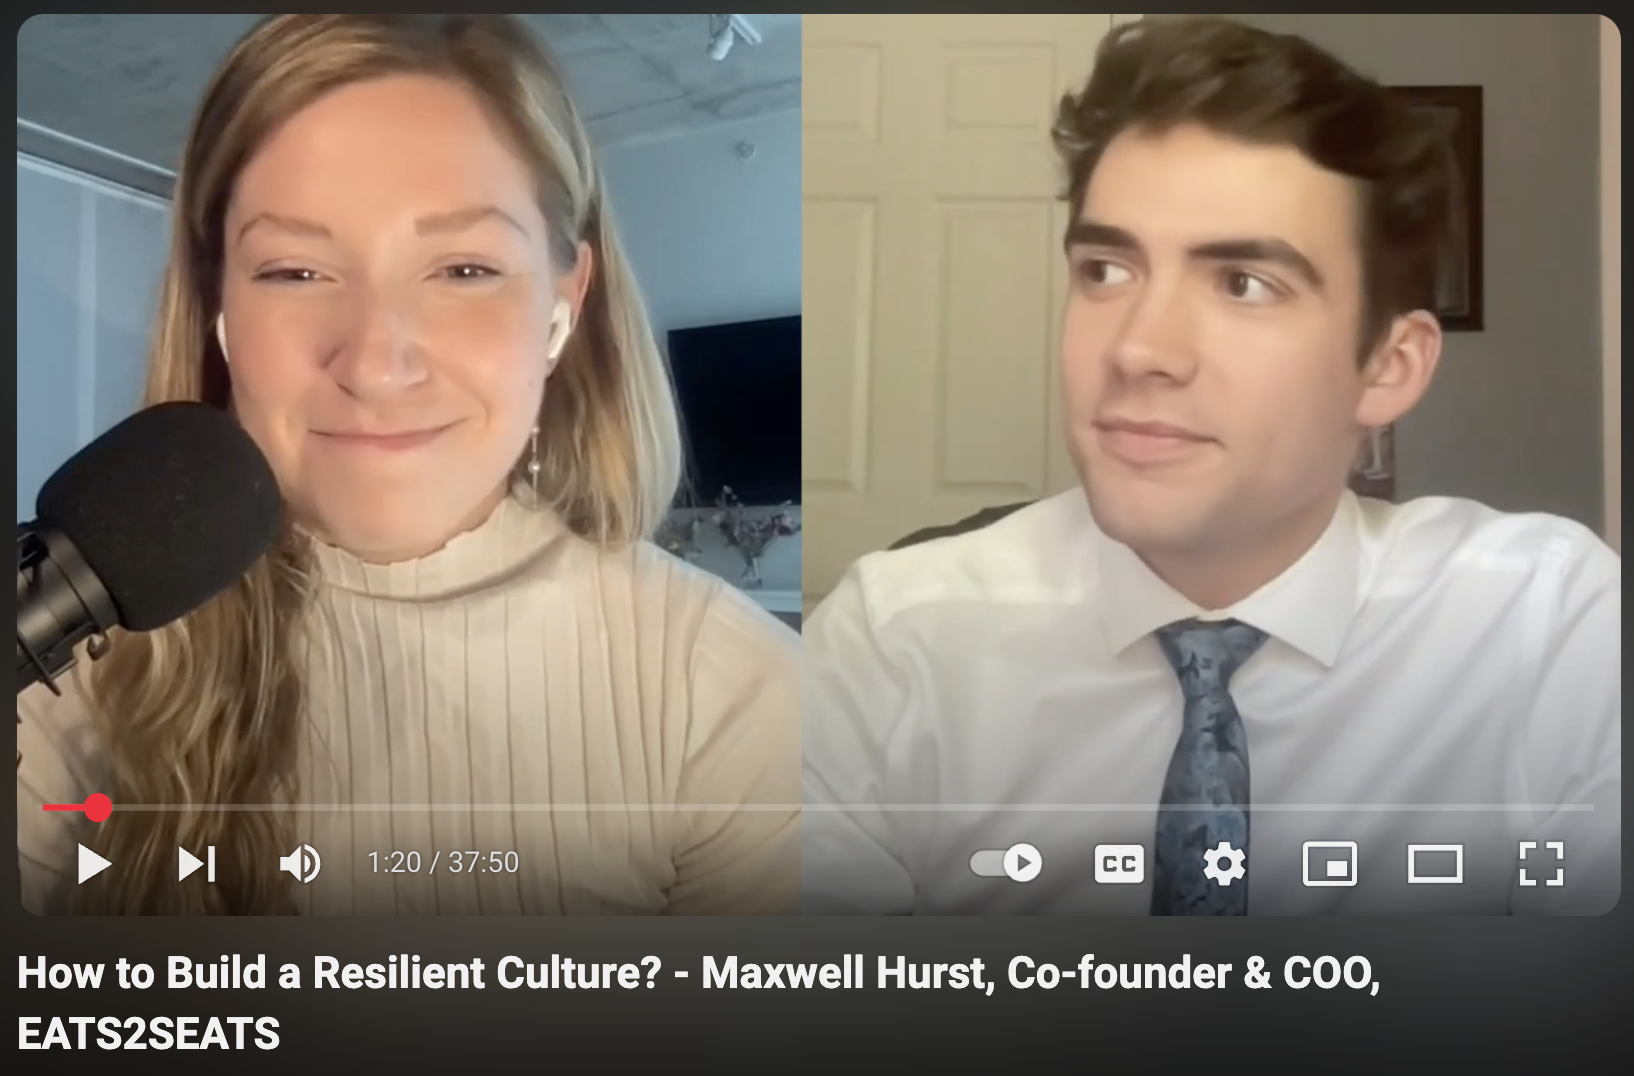 1:20 / 37:50
CC
How to Build a Resilient Culture? - Maxwell Hurst, Co-founder & COO,
EATS2SEATS